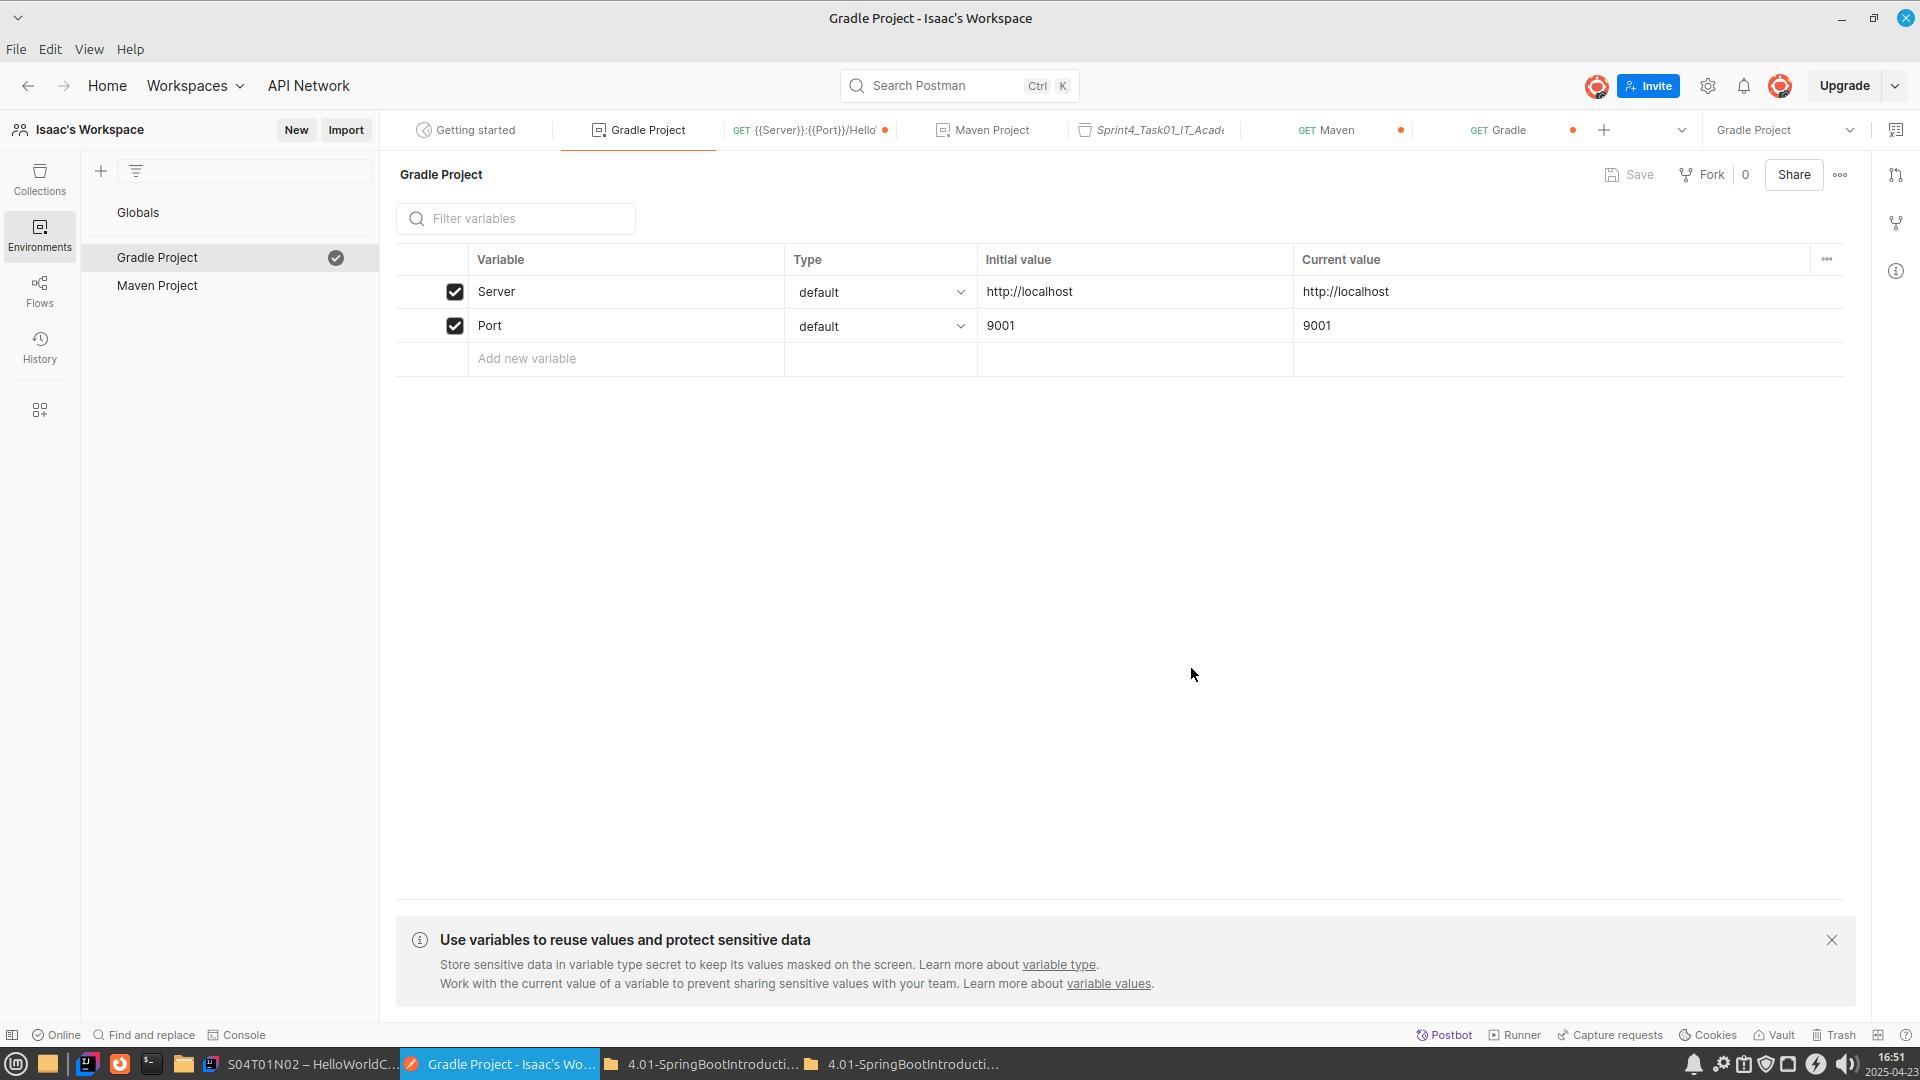 Gradle Project - Isaac's Workspace
File Edit View Help
Home Workspaces API Network Search Postman Ctrl K Invite Upgrade
Isaac's Workspace New Import Getting started Gradle Project GET {{Server}}:{{Port}}/Hello Maven Project Sprint4_Task01_IT_Acade GET Maven GET Gradle Gradle Project
Collections
Environments
Flows
History
Globals
Gradle Project
Maven Project
Gradle Project Save Fork 0 Share
Filter variables
Variable Type Initial value Current value
Server default http://localhost http://localhost
Port default 9001 9001
Add new variable
Use variables to reuse values and protect sensitive data
Store sensitive data in variable type secret to keep its values masked on the screen. Learn more about variable type.
Work with the current value of a variable to prevent sharing sensitive values with your team. Learn more about variable values.
Online Find and replace Console Postbot Runner Capture requests Cookies Vault Trash
S04T01N02 – HelloWorldC... Gradle Project - Isaac's Wo... 4.01-SpringBootIntroducti... 4.01-SpringBootIntroducti... 16:51
2025-04-23